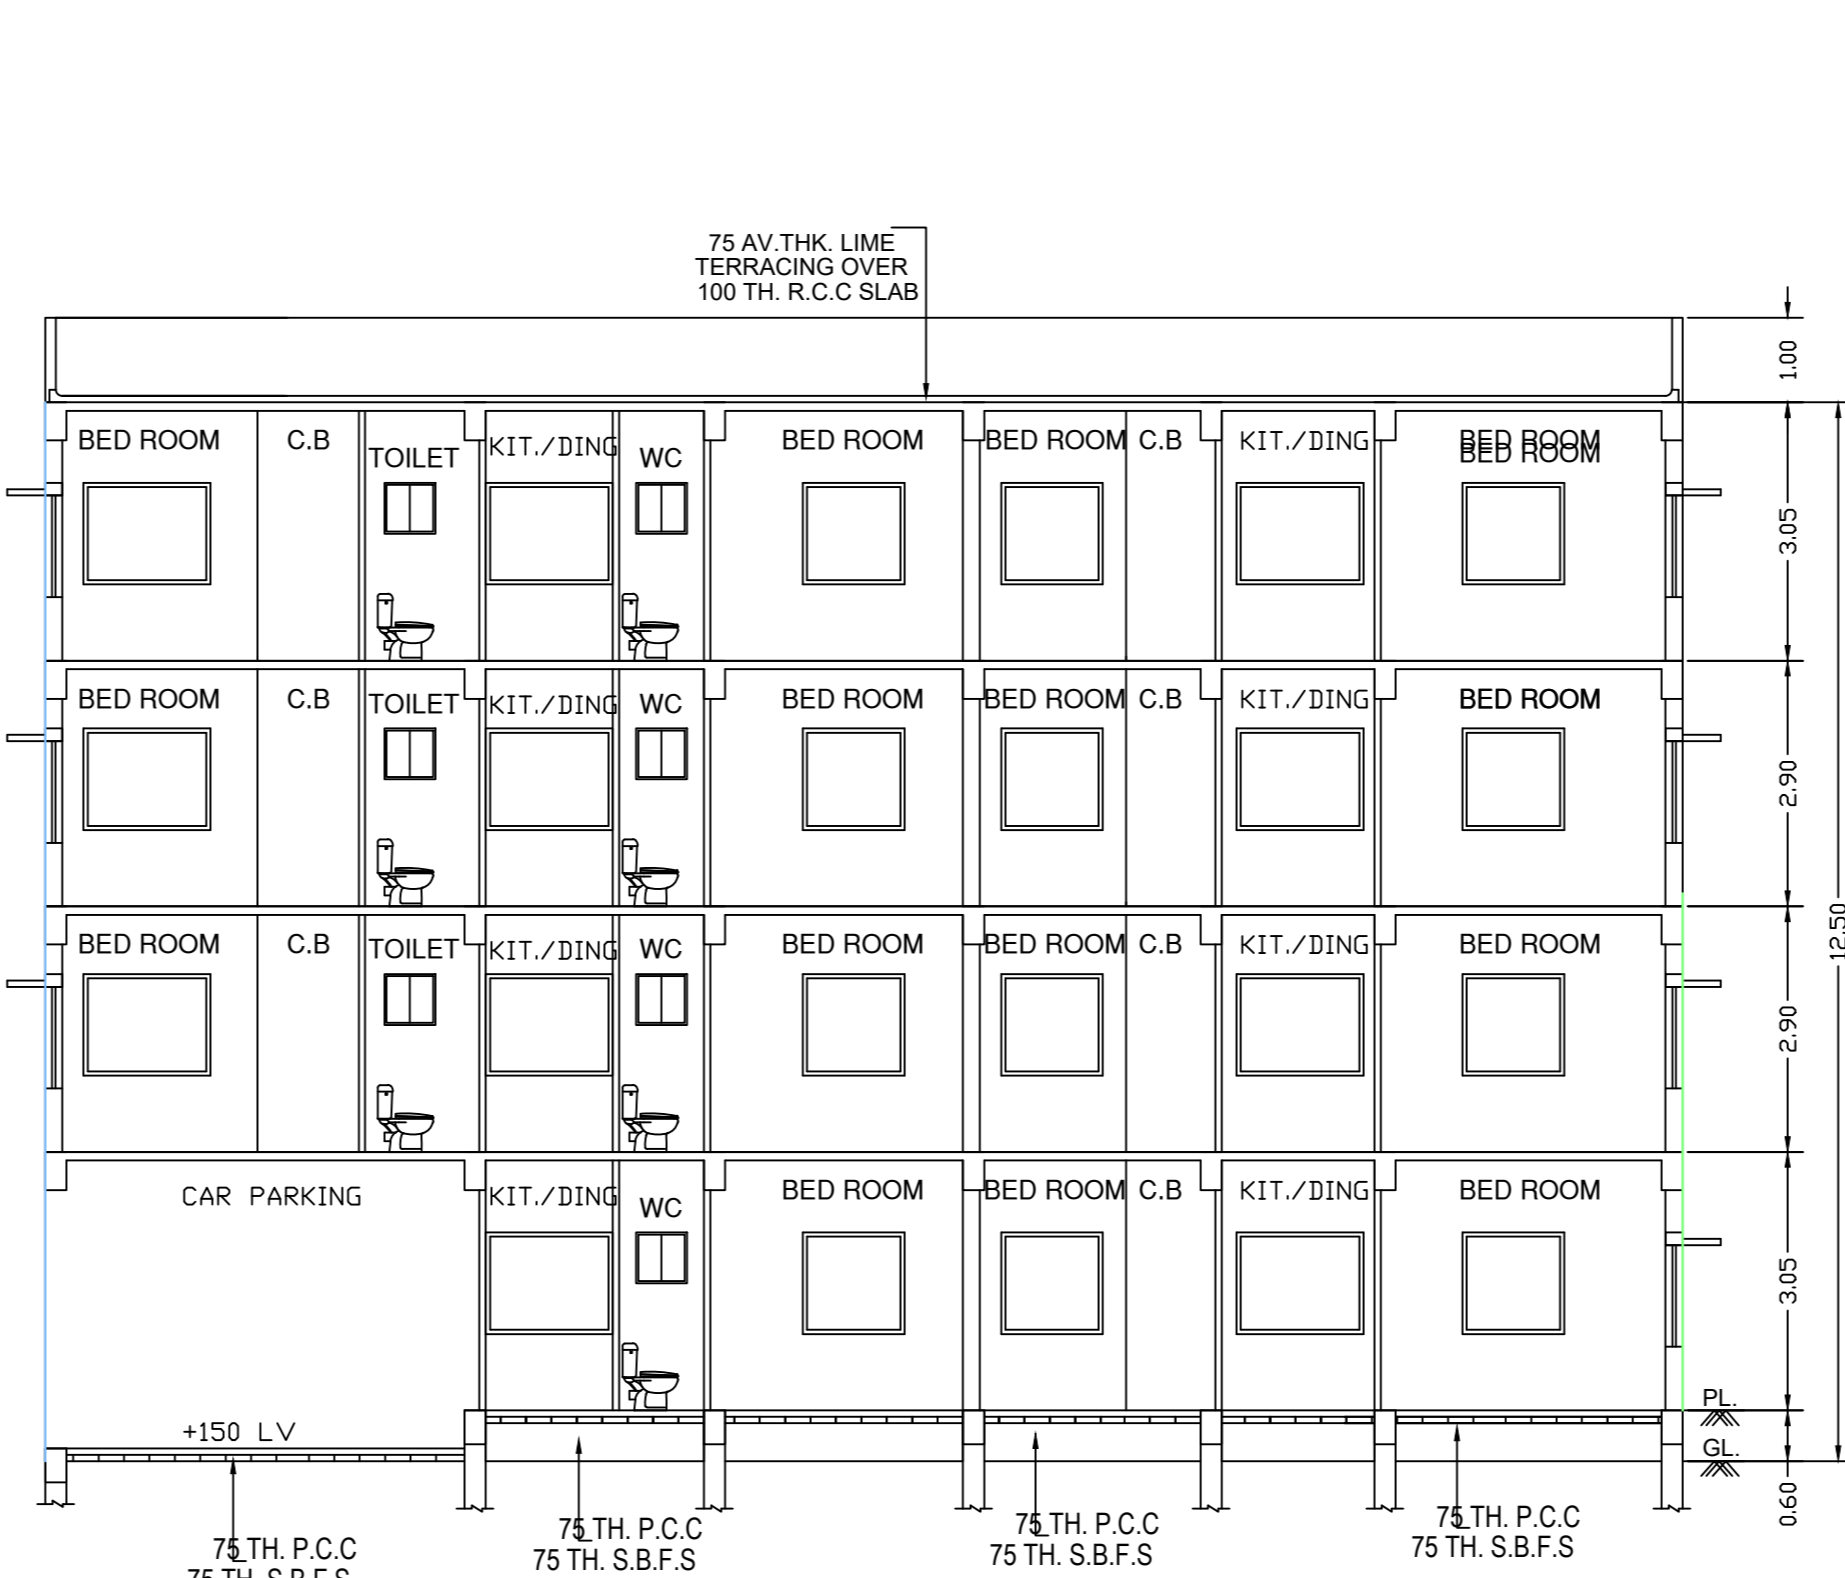 75 AV.THK. LIME
TERRACING OVER
100 TH. R.C.C SLAB
1.00
BED ROOM C.B TOILET KIT./DING WC BED ROOM BED ROOM C.B KIT./DING BED ROOM
BED ROOM
3.05
BED ROOM C.B TOILET KIT./DING WC BED ROOM BED ROOM C.B KIT./DING BED ROOM
2.90
12.50
BED ROOM C.B TOILET KIT./DING WC BED ROOM BED ROOM C.B KIT./DING BED ROOM
2.90
CAR PARKING KIT./DING WC BED ROOM BED ROOM C.B KIT./DING BED ROOM
3.05
PL.
+150 LV
GL.
0.60
75 TH. P.C.C
75 TH. S.B.F.S
75 TH. P.C.C
75 TH. S.B.F.S
75 TH. P.C.C
75 TH. S.B.F.S
75 TH. P.C.C
75 TH. S.B.F.S